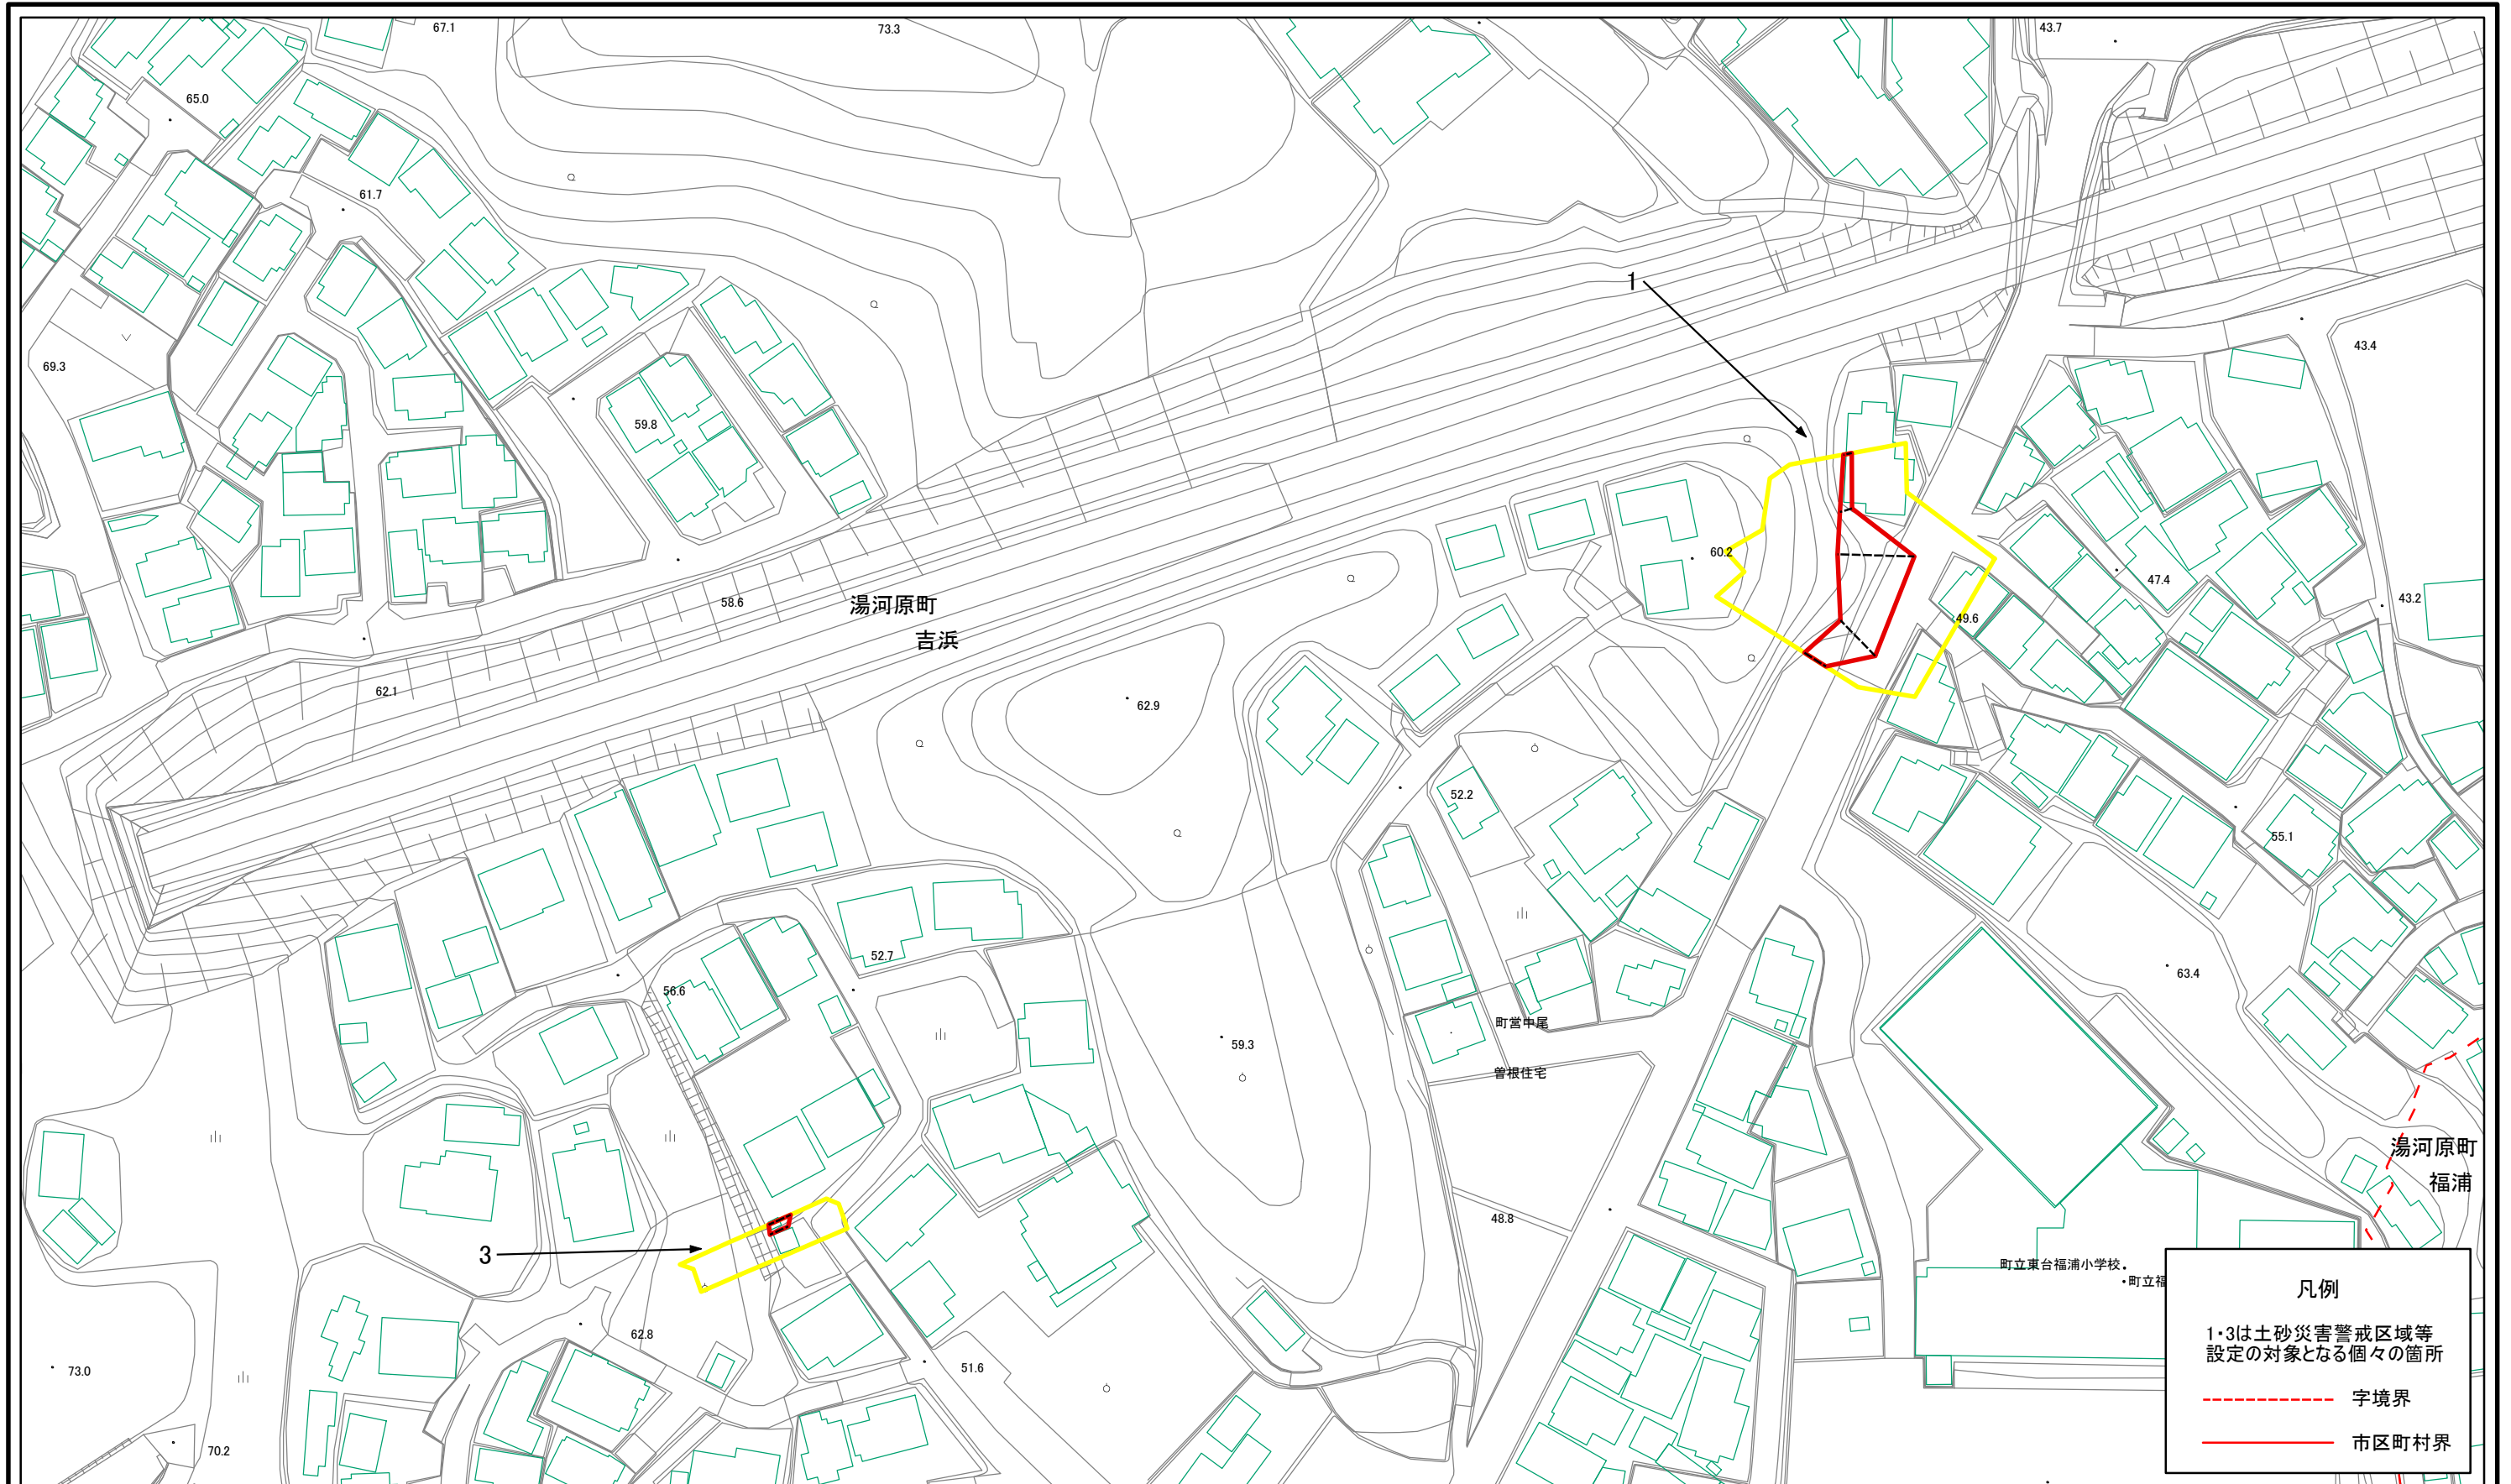 67.1
73.3
43.7
65.0
61.7
1
69.3
43.4
59.8
60.2
47.4
58.6
湯河原町
吉浜
49.6
43.2
62.1
62.9
52.2
55.1
52.7
63.4
56.6
町営中尾
59.3
曽根住宅
湯河原町
福浦
48.8
3
町立東台福浦小学校
町立福
62.8
73.0
51.6
70.2
凡例
1・3は土砂災害警戒区域等
設定の対象となる個々の箇所
字境界
市区町村界